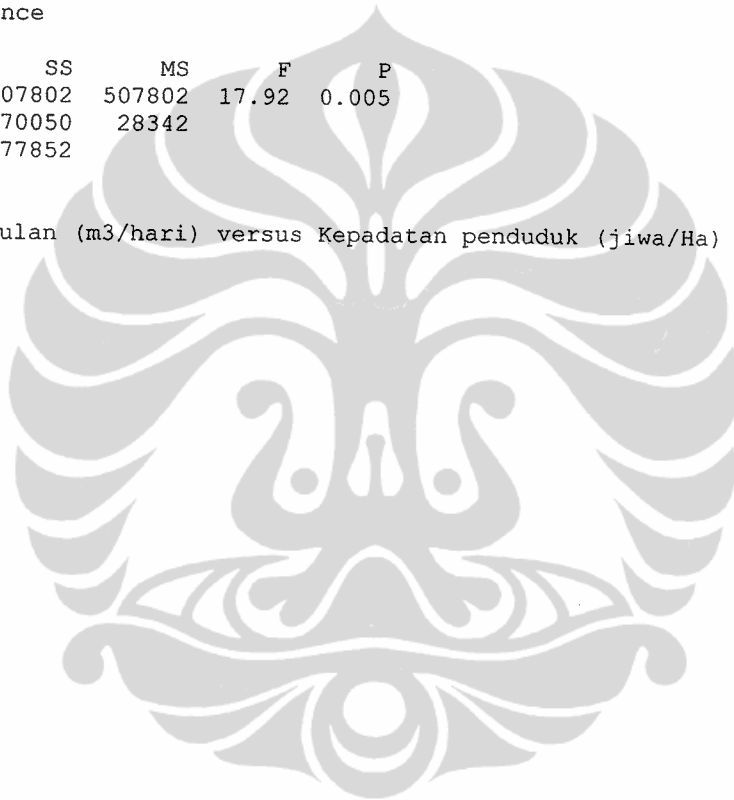 nce
SS MS F P
07802 507802 17.92 0.005
70050 28342
77852
ulan (m3/hari) versus Kepadatan penduduk (jiwa/Ha)